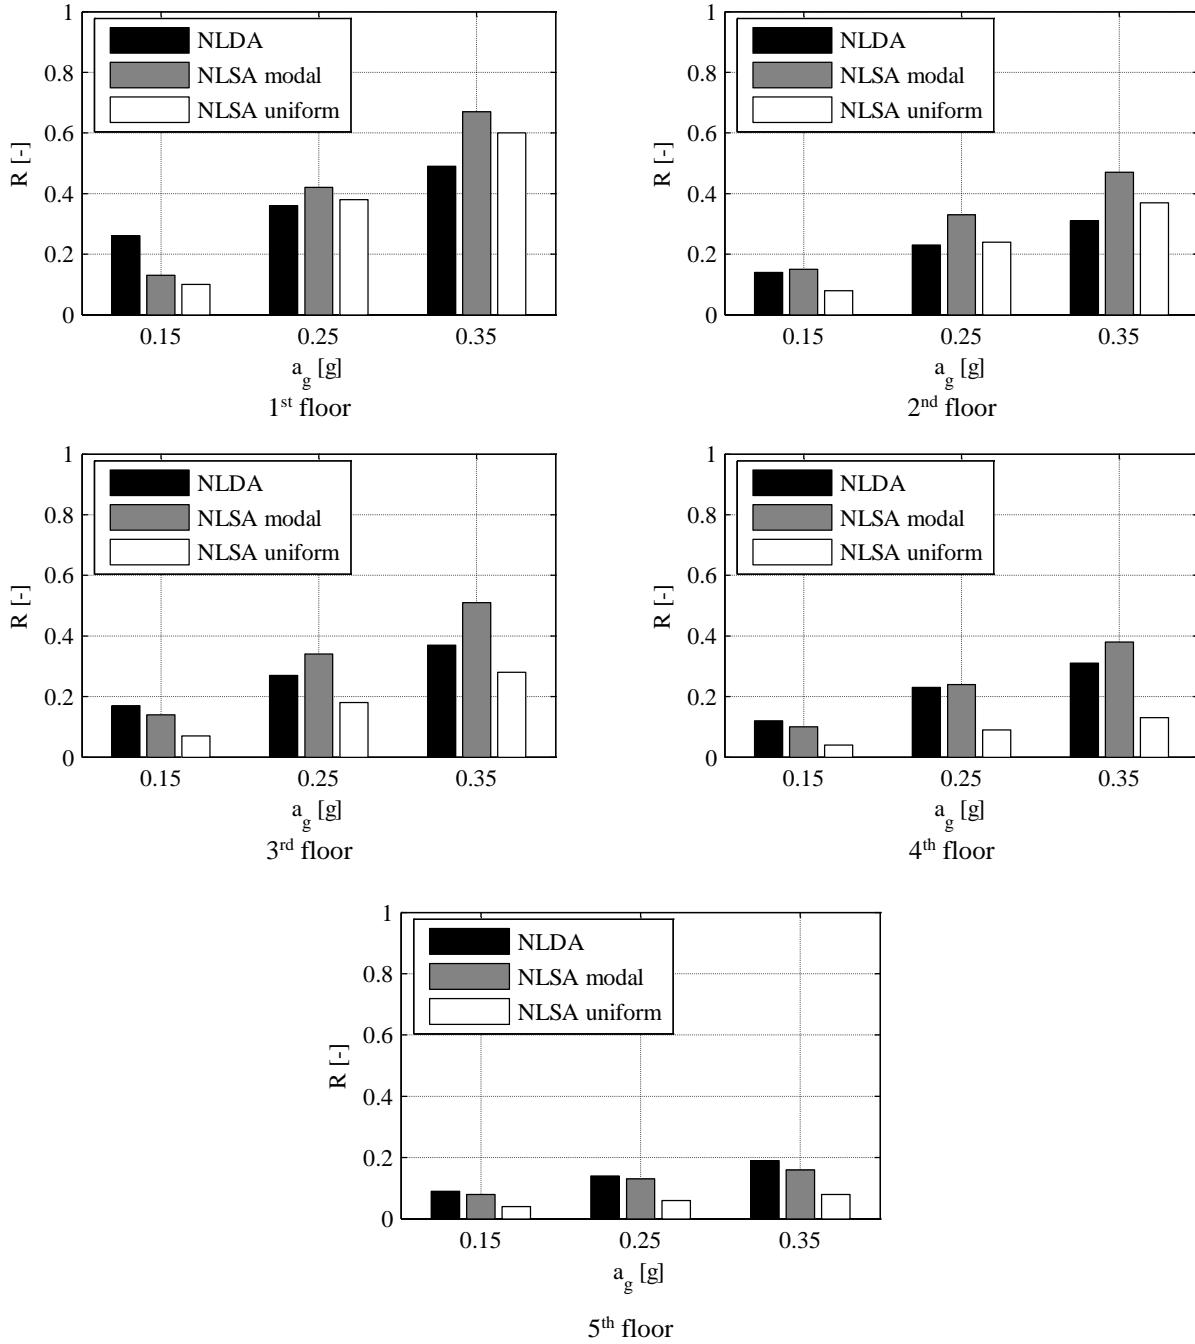 1
0.8
0.6
0.4
0.2
0
R [-]
NLDA
NLSA modal
NLSA uniform
0.15 0.25 0.35
a_g [g]
1st floor
1
0.8
0.6
0.4
0.2
0
R [-]
NLDA
NLSA modal
NLSA uniform
0.15 0.25 0.35
a_g [g]
2nd floor
1
0.8
0.6
0.4
0.2
0
R [-]
NLDA
NLSA modal
NLSA uniform
0.15 0.25 0.35
a_g [g]
3rd floor
1
0.8
0.6
0.4
0.2
0
R [-]
NLDA
NLSA modal
NLSA uniform
0.15 0.25 0.35
a_g [g]
4th floor
1
0.8
0.6
0.4
0.2
0
R [-]
NLDA
NLSA modal
NLSA uniform
0.15 0.25 0.35
a_g [g]
5th floor